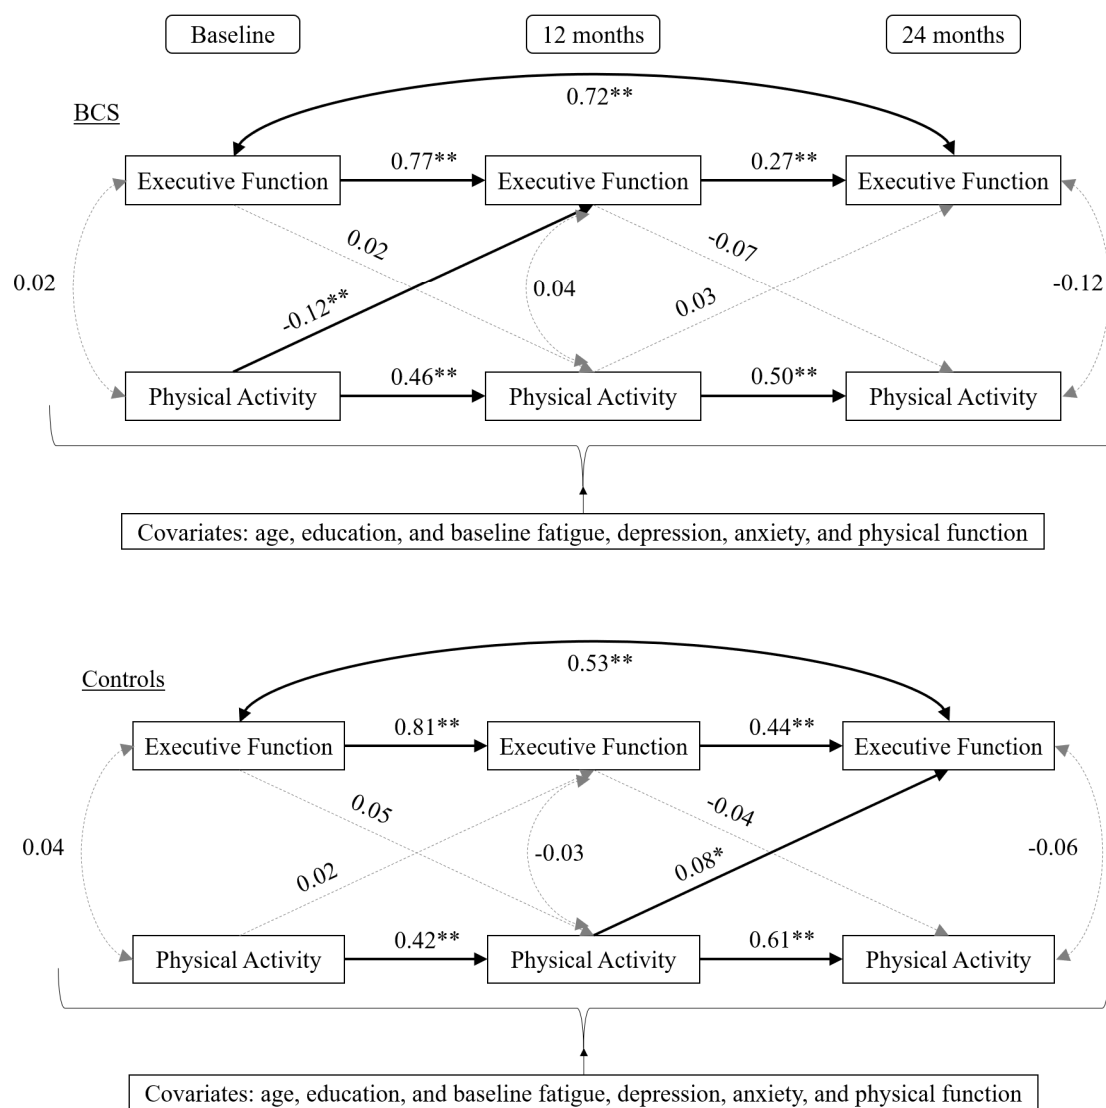 Baseline
12 months
24 months
BCS
0.72**
Executive Function
0.77**
Executive Function
0.27**
Executive Function
0.02
0.02
-0.12**
0.04
-0.07
0.03
-0.12
Physical Activity
0.46**
Physical Activity
0.50**
Physical Activity
Covariates: age, education, and baseline fatigue, depression, anxiety, and physical function
Controls
0.53**
Executive Function
0.81**
Executive Function
0.44**
Executive Function
0.04
0.05
0.02
-0.03
-0.04
0.08*
-0.06
Physical Activity
0.42**
Physical Activity
0.61**
Physical Activity
Covariates: age, education, and baseline fatigue, depression, anxiety, and physical function